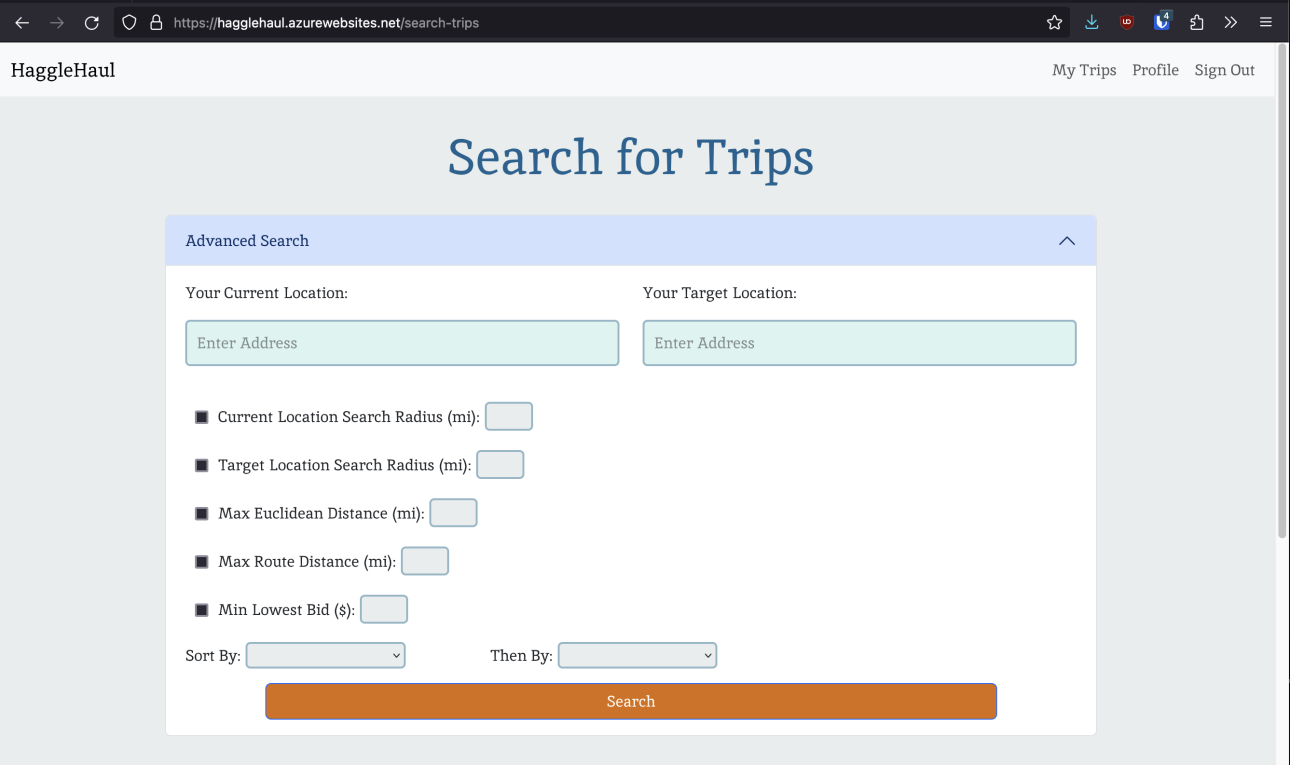 https://hagglehaul.azurewebsites.net/search-trips
4
HaggleHaul
My Trips Profile Sign Out
Search for Trips
Advanced Search
Your Current Location: Your Target Location:
Enter Address Enter Address
Current Location Search Radius (mi):
Target Location Search Radius (mi):
Max Euclidean Distance (mi):
Max Route Distance (mi):
Min Lowest Bid ($):
Sort By: Then By:
Search